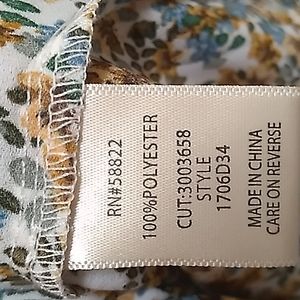 RN#58822
100%POLYESTER
CUT:3003658
STYLE
1706D34
MADE IN CHINA
CARE ON REVERSE